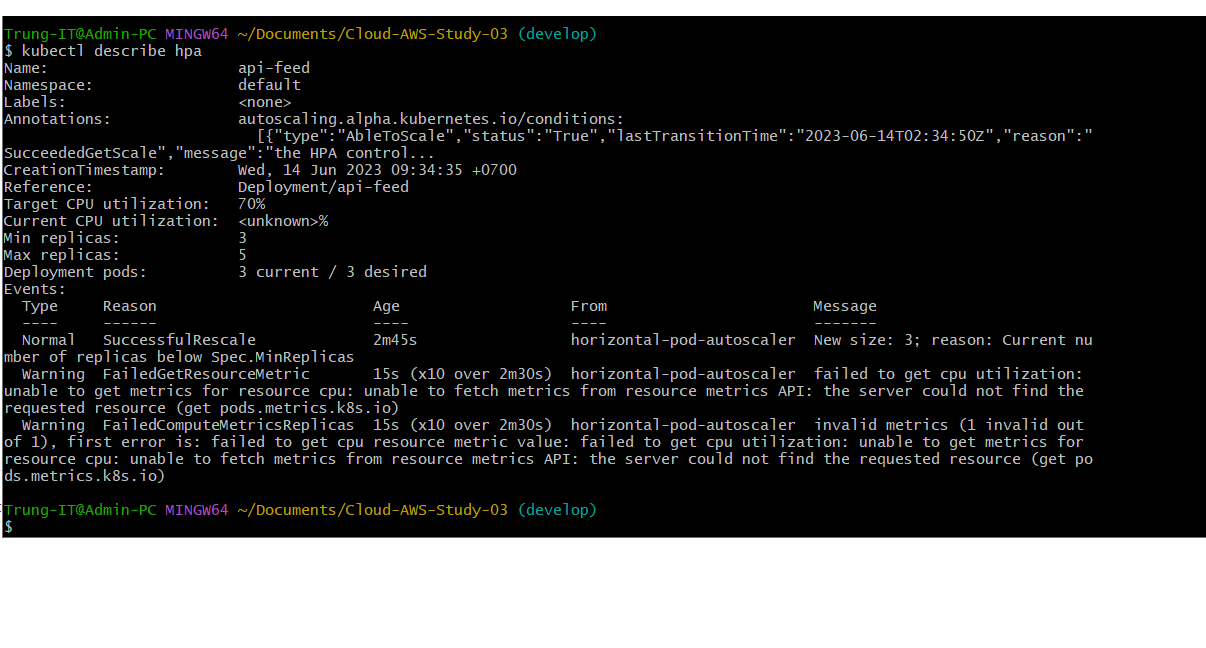 Trung-IT@Admin-PC MINGW64 ~/Documents/Cloud-AWS-Study-03 (develop)
$ kubectl describe hpa
Name:                     api-feed
Namespace:                default
Labels:                   <none>
Annotations:              autoscaling.alpha.kubernetes.io/conditions:
                            [{"type":"AbleToScale","status":"True","lastTransitionTime":"2023-06-14T02:34:50Z","reason":"
SucceededGetScale","message":"the HPA control...
CreationTimestamp:        Wed, 14 Jun 2023 09:34:35 +0700
Reference:                Deployment/api-feed
Target CPU utilization:   70%
Current CPU utilization:  <unknown>%
Min replicas:             3
Max replicas:             5
Deployment pods:          3 current / 3 desired
Events:
  Type     Reason                        Age                   From                       Message
  ----     ------                        ----                  ----                       -------
  Normal   SuccessfulRescale             2m45s                 horizontal-pod-autoscaler  New size: 3; reason: Current nu
mber of replicas below Spec.MinReplicas
  Warning  FailedGetResourceMetric       15s (x10 over 2m30s)  horizontal-pod-autoscaler  failed to get cpu utilization:
unable to get metrics for resource cpu: unable to fetch metrics from resource metrics API: the server could not find the
requested resource (get pods.metrics.k8s.io)
  Warning  FailedComputeMetricsReplicas  15s (x10 over 2m30s)  horizontal-pod-autoscaler  invalid metrics (1 invalid out
of 1), first error is: failed to get cpu resource metric value: failed to get cpu utilization: unable to get metrics for
resource cpu: unable to fetch metrics from resource metrics API: the server could not find the requested resource (get po
ds.metrics.k8s.io)
Trung-IT@Admin-PC MINGW64 ~/Documents/Cloud-AWS-Study-03 (develop)
$